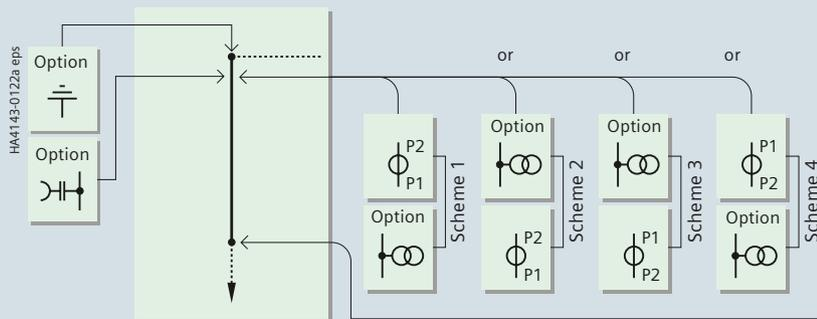 HA4143-0122a eps
Option
Option
or
or
or
P2
P1
Option
Scheme 1
Option
P2
P1
Scheme 2
Option
P1
P2
Scheme 3
P1
P2
Option
Scheme 4